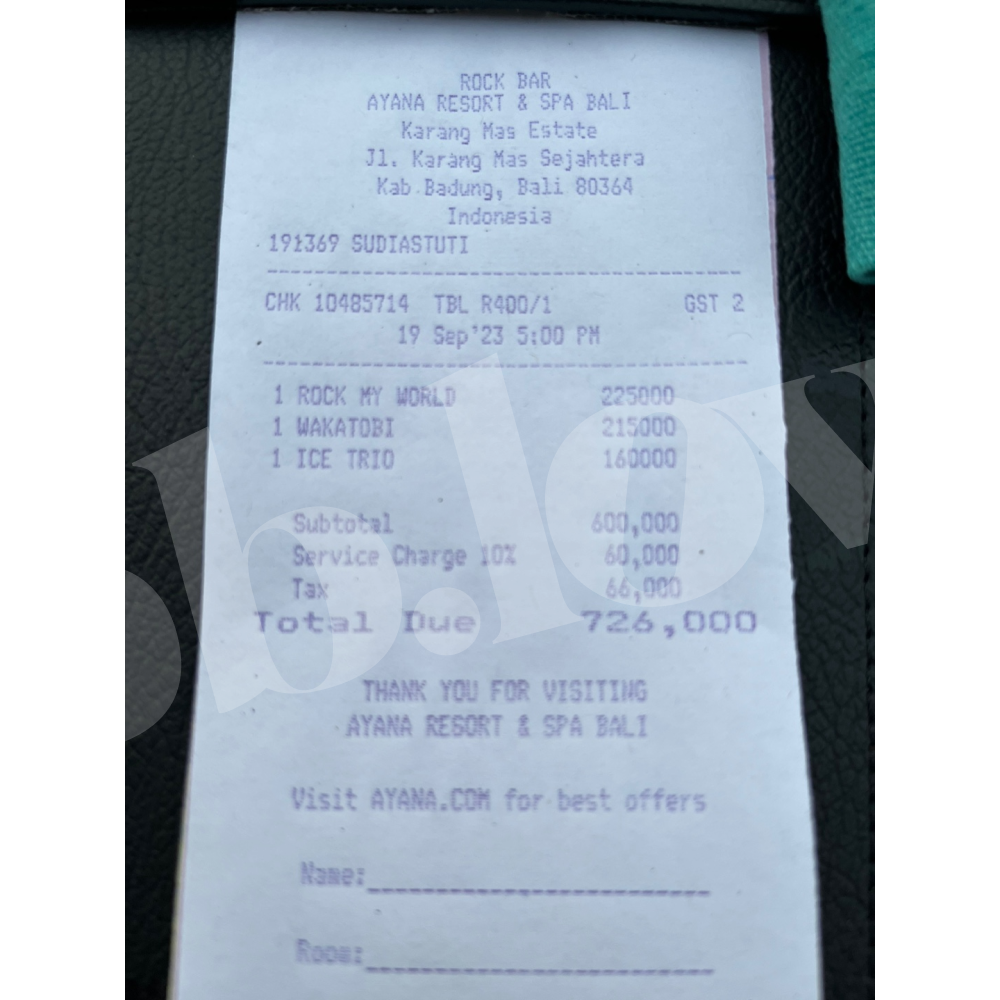 ROCK BAR
AYANA RESORT & SPA BALI
Karang Mas Estate
Jl. Karang Mas Sejahtera
Kab Badung, Bali 80364
Indonesia
191369 SUDIASTUTI
CHK 10485714 TBL R400/1 GST 2
19 Sep'23 5:00 PM
1 ROCK MY WORLD 225000
1 WAKATOBI 215000
1 ICE TRIO 160000
Subtotal 600,000
Service Charge 10% 60,000
Tax 66,000
Total Due 726,000
THANK YOU FOR VISITING
AYANA RESORT & SPA BALI
Visit AYANA.COM for best offers
Name:
Room:
b.lov